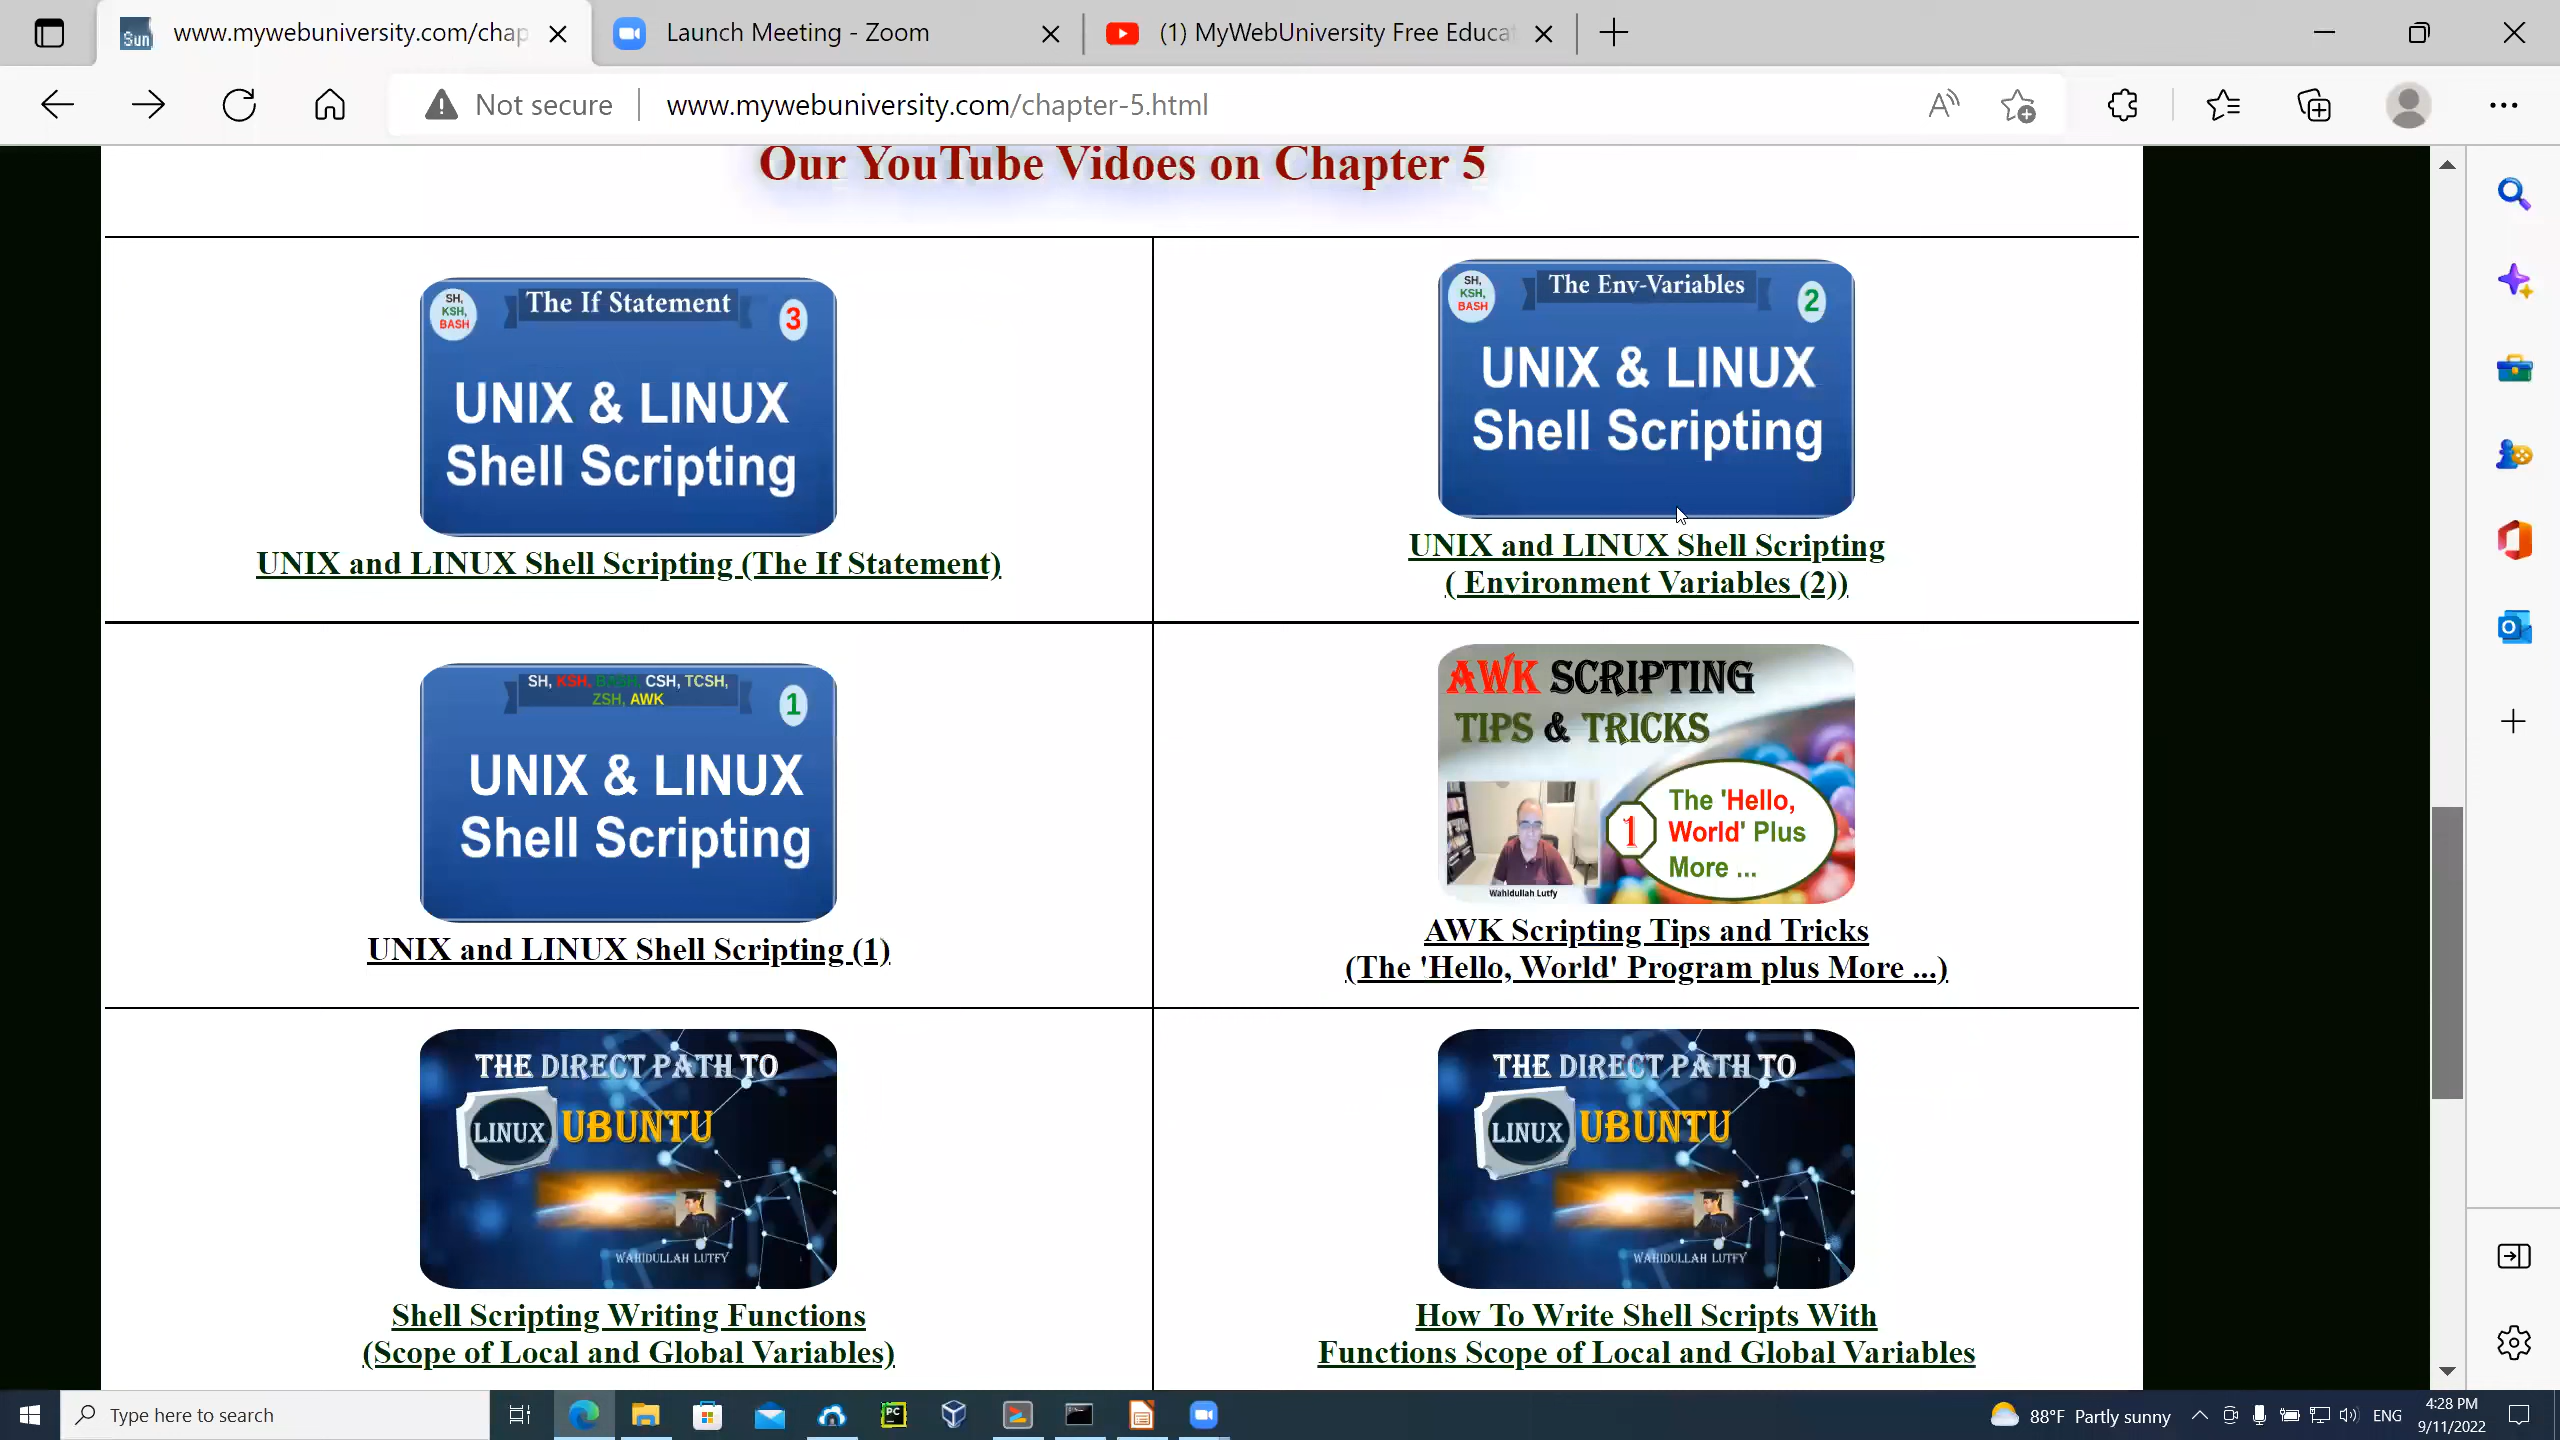 www.mywebuniversity.com/chap
Launch Meeting - Zoom
(1) MyWebUniversity Free Educa
Not secure
www.mywebuniversity.com/chapter-5.html
Our YouTube Vidoes on Chapter 5
SH,
KSH,
BASH
The If Statement
3
UNIX & LINUX
Shell Scripting
UNIX and LINUX Shell Scripting (The If Statement)
SH,
KSH,
BASH
The Env-Variables
2
UNIX & LINUX
Shell Scripting
UNIX and LINUX Shell Scripting
( Environment Variables (2))
SH, KSH, BASH, CSH, TCSH,
ZSH, AWK
1
UNIX & LINUX
Shell Scripting
UNIX and LINUX Shell Scripting (1)
AWK SCRIPTING
TIPS & TRICKS
1
The 'Hello,
World' Plus
More ...
Wahidullah Lutfy
AWK Scripting Tips and Tricks
(The 'Hello, World' Program plus More ...)
THE DIRECT PATH TO
LINUX UBUNTU
WAHIDULLAH LUTFY
Shell Scripting Writing Functions
(Scope of Local and Global Variables)
THE DIRECT PATH TO
LINUX UBUNTU
WAHIDULLAH LUTFY
How To Write Shell Scripts With
Functions Scope of Local and Global Variables
Type here to search
88°F Partly sunny
ENG
4:28 PM
9/11/2022